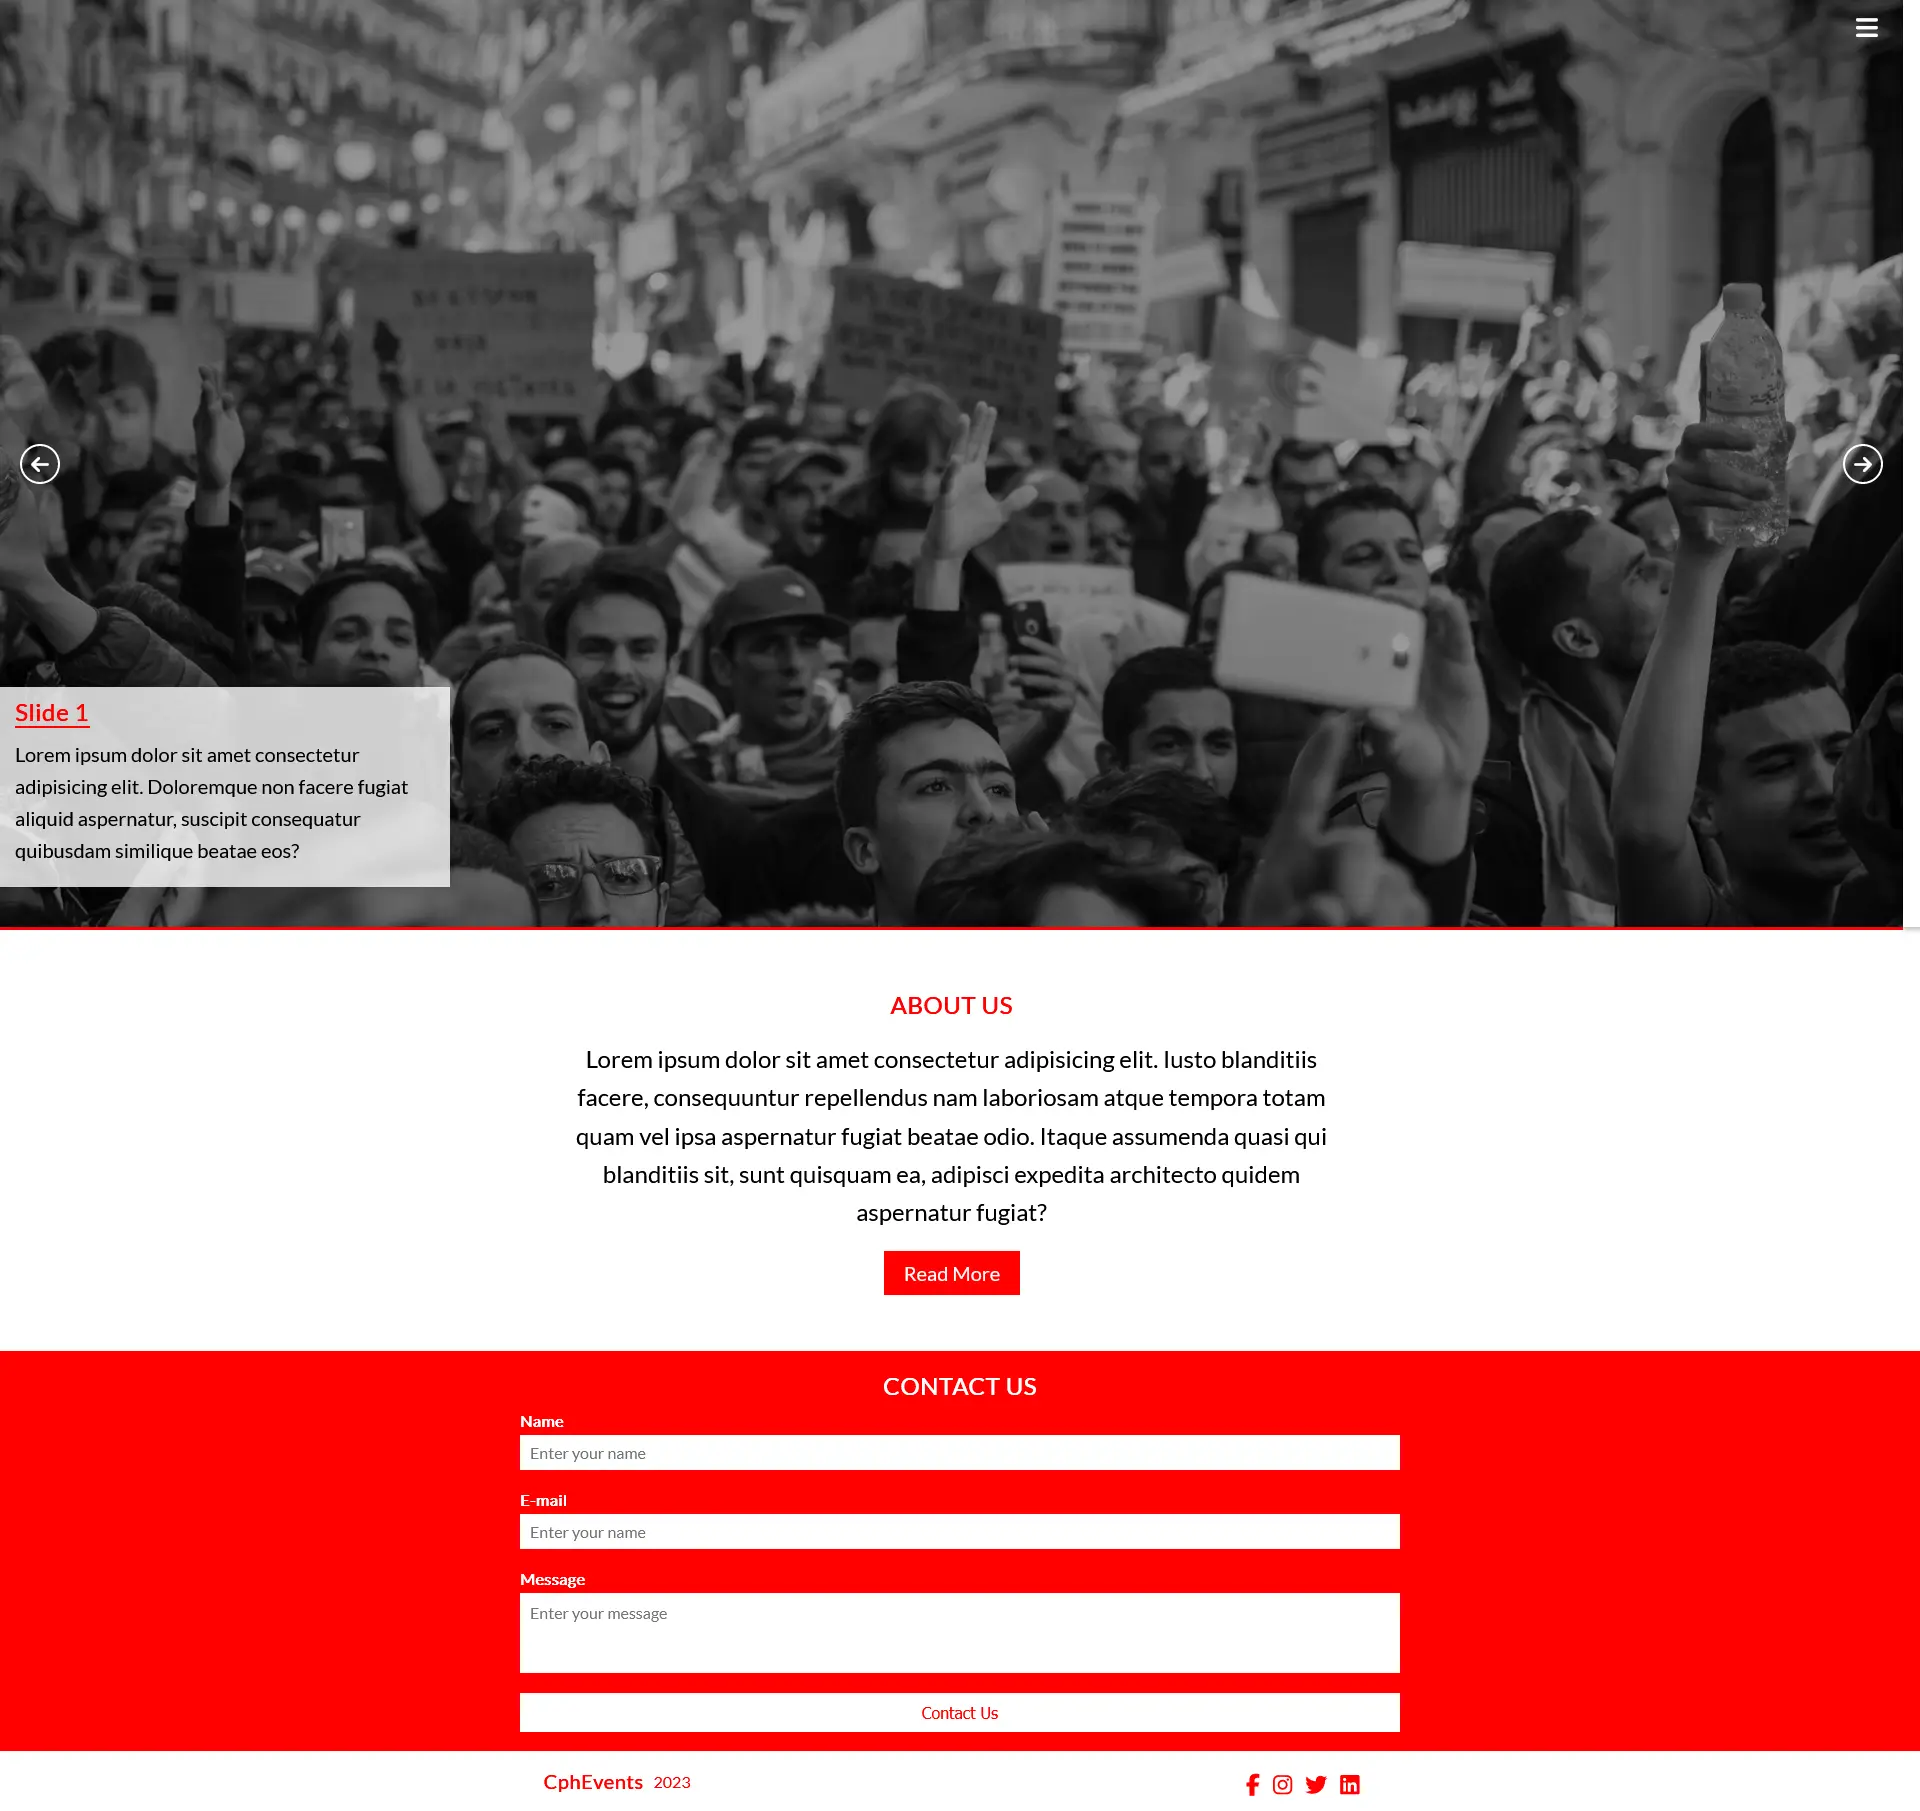 Slide 1
Lorem ipsum dolor sit amet consectetur
adipisicing elit. Doloremque non facere fugiat
aliquid aspernatur, suscipit consequatur
quibusdam similique beatae eos?
ABOUT US
Lorem ipsum dolor sit amet consectetur adipisicing elit. Iusto blanditiis
facere, consequuntur repellendus nam laboriosam atque tempora totam
quam vel ipsa aspernatur fugiat beatae odio. Itaque assumenda quasi qui
blanditiis sit, sunt quisquam ea, adipisci expedita architecto quidem
aspernatur fugiat?
Read More
CONTACT US
Name
Enter your name
E-mail
Enter your name
Message
Enter your message
Contact Us
CphEvents 2023